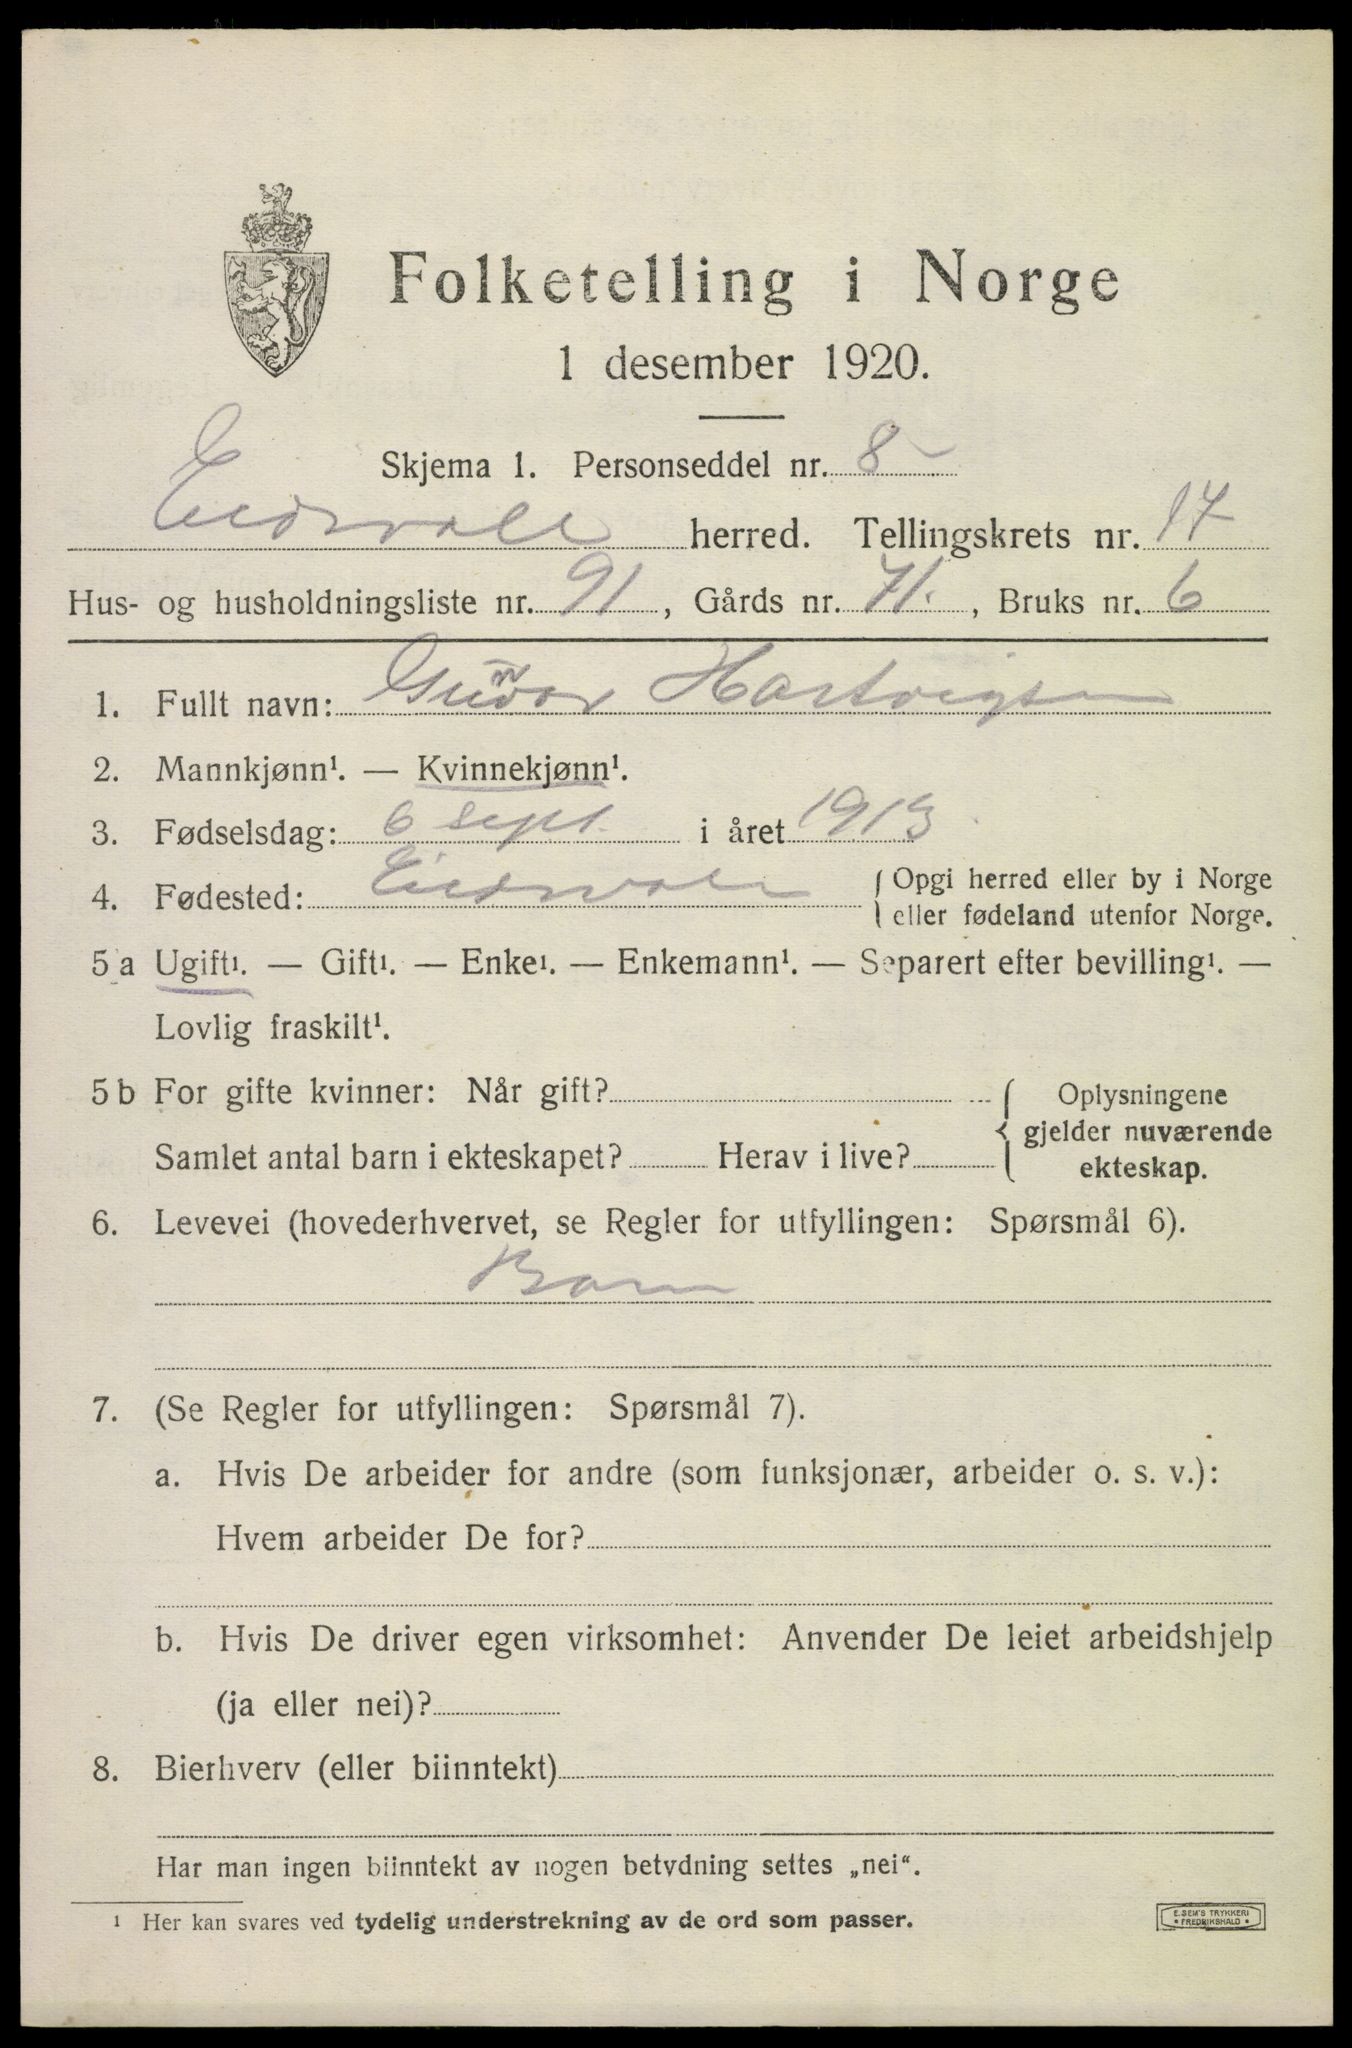 Folketelling i Norge
1 desember 1920.
Skjema 1. Personseddel nr. 8
Eidsvoll herred. Tellingskrets nr. 14
Hus- og husholdningsliste nr. 91, Gårds nr. 71., Bruks nr. 6
1. Fullt navn: Gunvor Hartvigsen
2. Mannkjønn¹. — Kvinnekjønn¹.
3. Fødselsdag: 6 sept. i året 1913
4. Fødested: Eidsvoll { Opgi herred eller by i Norge
eller fødeland utenfor Norge.
5 a Ugift¹. — Gift¹. — Enke¹. — Enkemann¹. — Separert efter bevilling¹. —
Lovlig fraskilt¹.
5 b For gifte kvinner: Når gift? { Oplysningene
gjelder nuværende
Samlet antal barn i ekteskapet? Herav i live?
ekteskap.
6. Levevei (hovederhvervet, se Regler for utfyllingen: Spørsmål 6).
Barn
7. (Se Regler for utfyllingen: Spørsmål 7).
a. Hvis De arbeider for andre (som funksjonær, arbeider o. s. v.):
Hvem arbeider De for?
b. Hvis De driver egen virksomhet: Anvender De leiet arbeidshjelp
(ja eller nei)?
8. Bierhverv (eller biinntekt)
Har man ingen biinntekt av nogen betydning settes „nei".
¹ Her kan svares ved tydelig understrekning av de ord som passer.
E. SEM'S TRYKKERI
• FREDRIKSHALD •